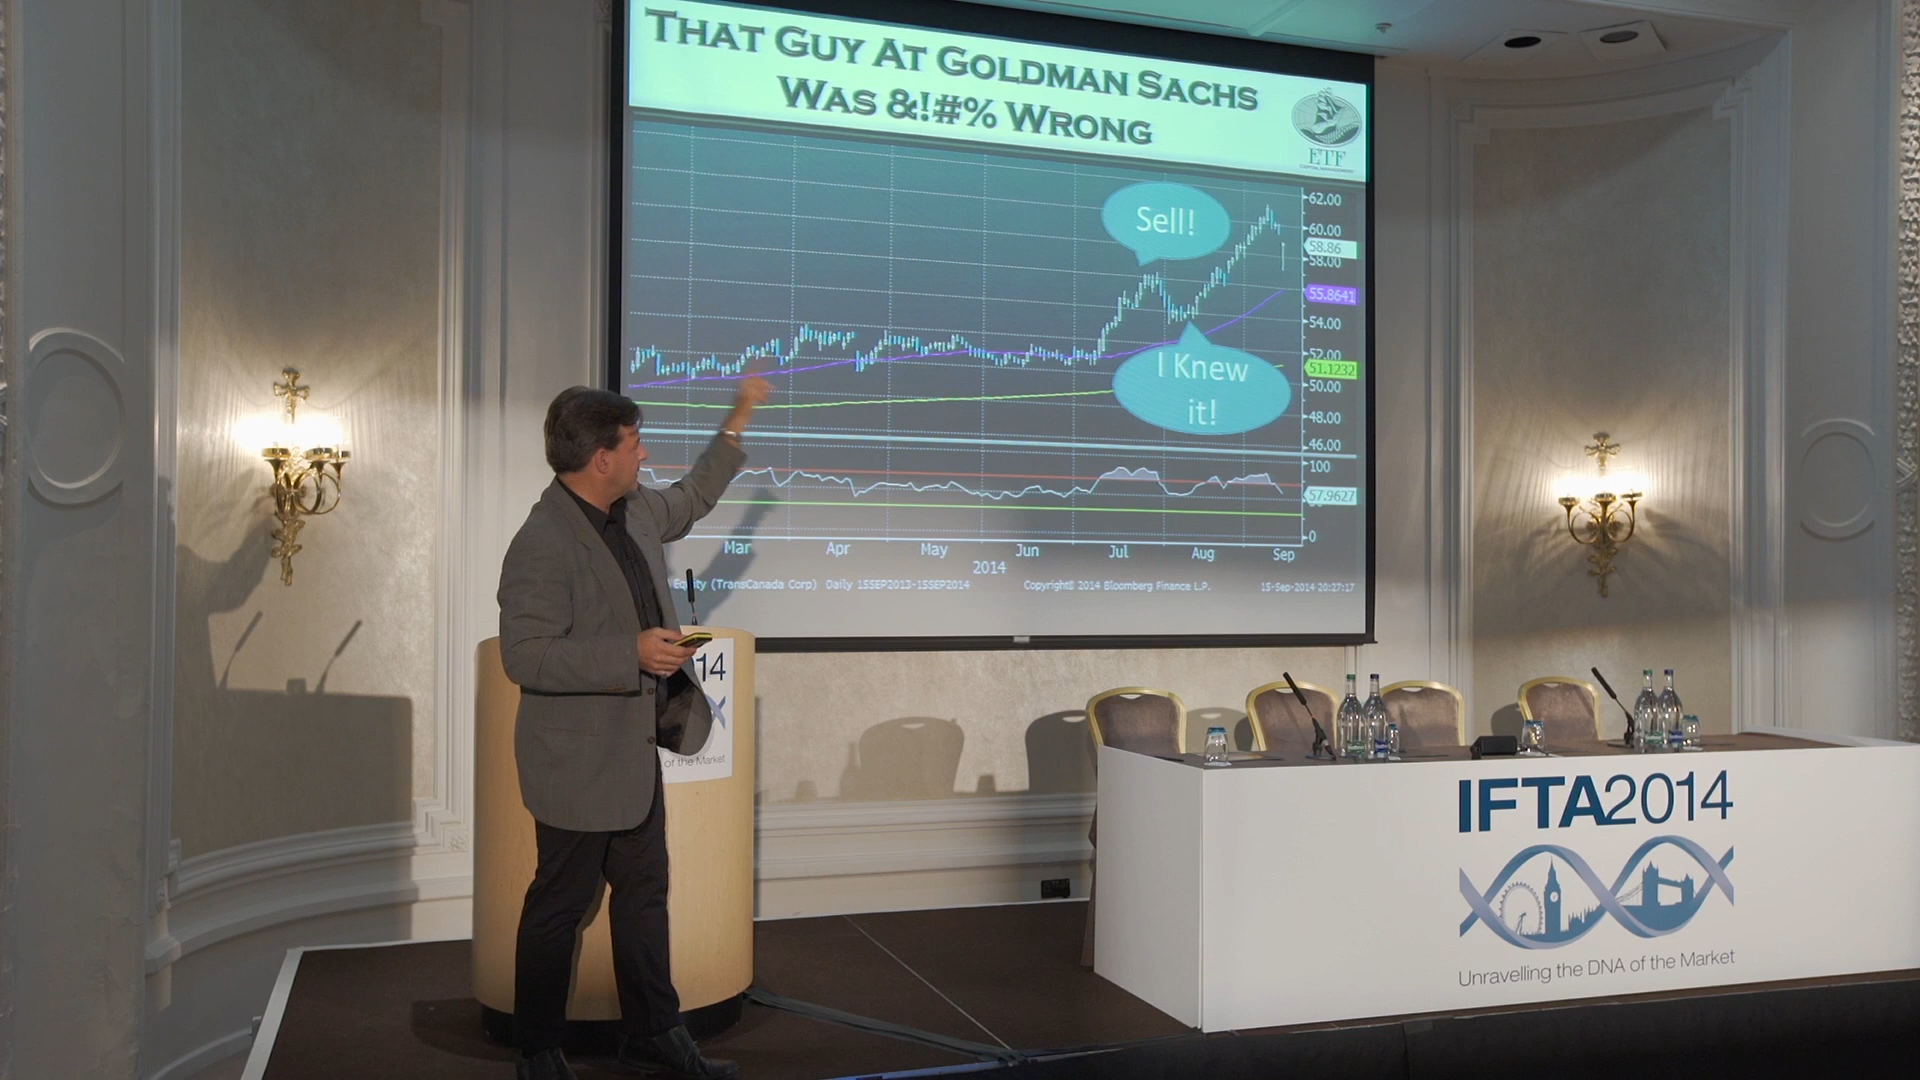 THAT GUY AT GOLDMAN SACHS
WAS &!#% WRONG
ETF
Sell!
I Knew
it!
62.00
60.00
58.86
58.00
55.8641
54.00
52.00
51.1232
50.00
48.00
46.00
100
57.9627
0
Mar Apr May Jun Jul Aug Sep
2014
Equity (TransCanada Corp) Daily 15SEP2013-15SEP2014 Copyright© 2014 Bloomberg Finance L.P. 15-Sep-2014 20:27:17
14
of the Market
IFTA2014
Unravelling the DNA of the Market